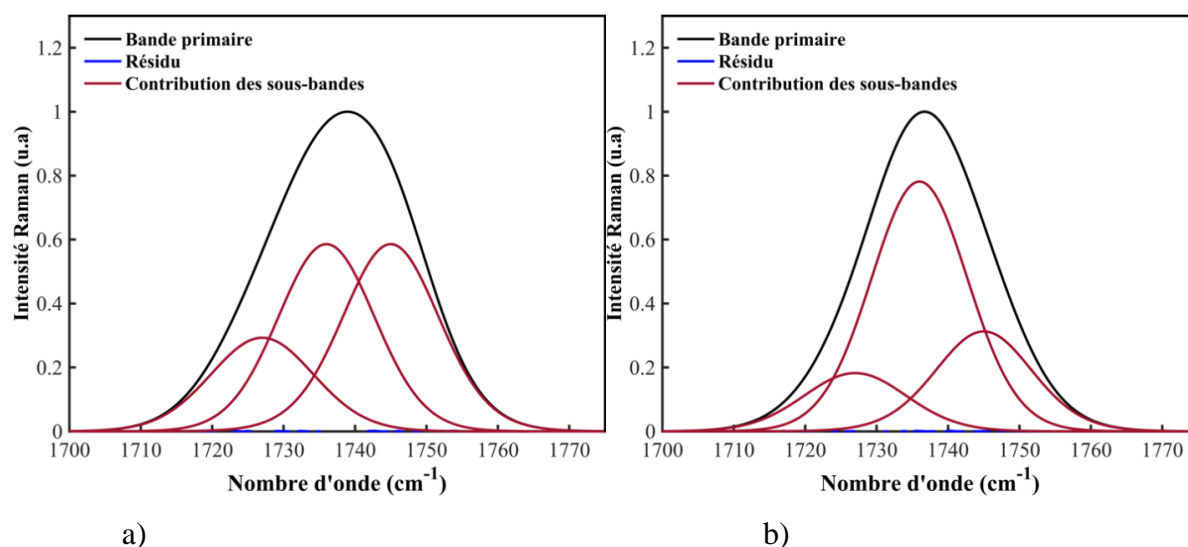 1.2
1
0.8
0.6
0.4
0.2
0
Intensité Raman (u.a)
Bande primaire
Résidu
Contribution des sous-bandes
1700 1710 1720 1730 1740 1750 1760 1770
Nombre d'onde (cm-1)
a)
1.2
1
0.8
0.6
0.4
0.2
0
Intensité Raman (u.a)
Bande primaire
Résidu
Contribution des sous-bandes
1700 1710 1720 1730 1740 1750 1760 1770
Nombre d'onde (cm-1)
b)